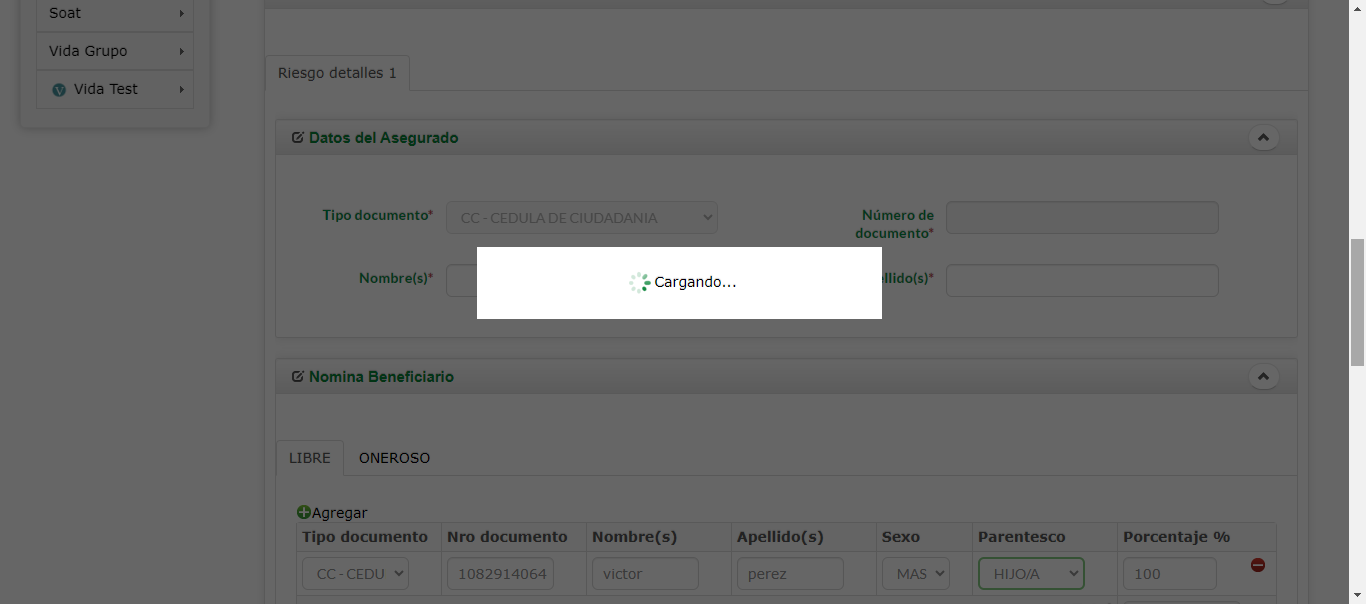 Soat
Vida Grupo
Vida Test
Riesgo detalles 1
Datos del Asegurado
Tipo documento* CC - CEDULA DE CIUDADANIA Número de documento*
Nombre(s)* ellido(s)*
Cargando...
Nomina Beneficiario
LIBRE ONEROSO
Agregar
Tipo documento Nro documento Nombre(s) Apellido(s) Sexo Parentesco Porcentaje %
CC - CEDU 1082914064 victor perez MAS HIJO/A 100